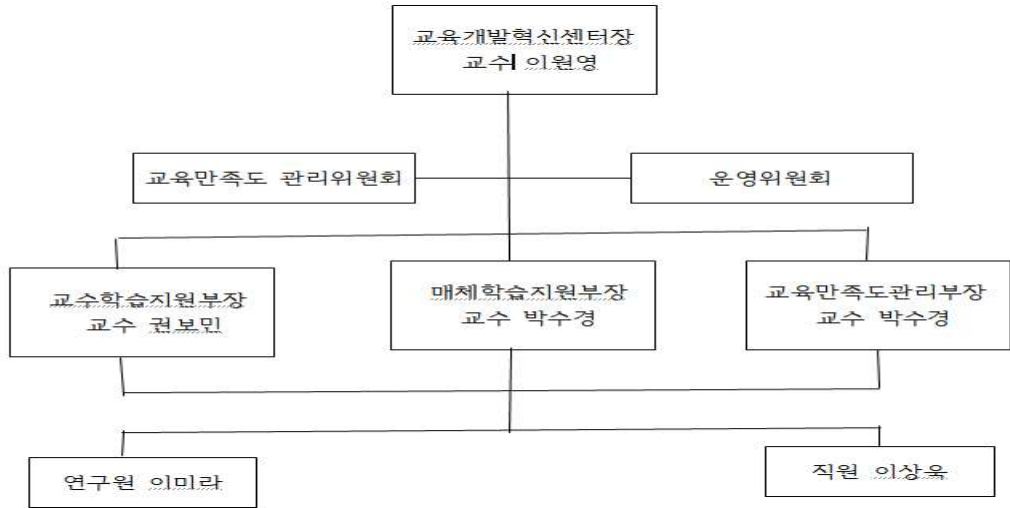 교육개발혁신센터장
교수 이원영
교육만족도 관리위원회
운영위원회
교수학습지원부장
교수 권보민
매체학습지원부장
교수 박수경
교육만족도관리부장
교수 박수경
연구원 이미라
직원 이상욱